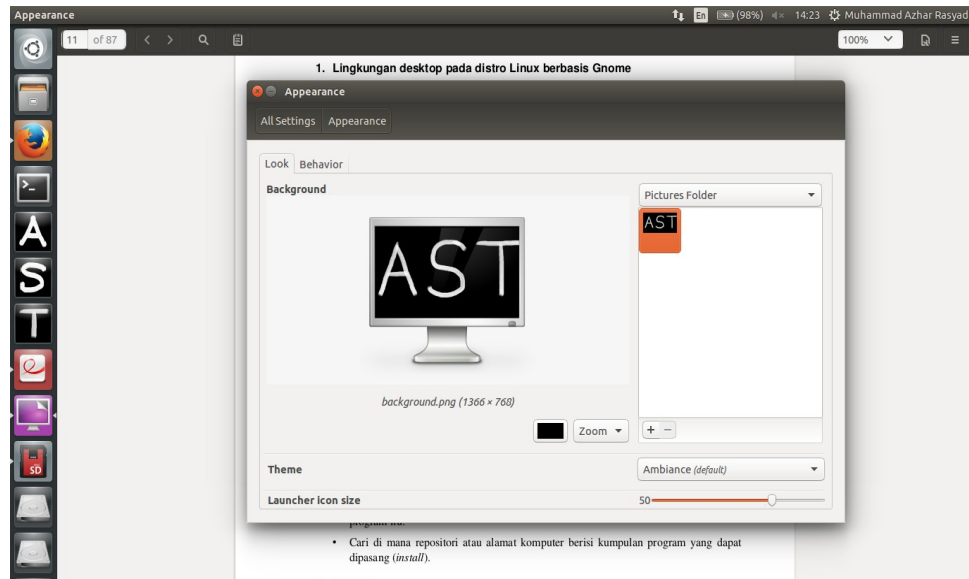 Appearance
En (98%) 14:23 Muhammad Azhar Rasyad
11 of 87
100%
1. Lingkungan desktop pada distro Linux berbasis Gnome
Appearance
All Settings Appearance
Look Behavior
Background
Pictures Folder
AST
AST
A
S
T
background.png (1366 × 768)
Zoom
+ −
Theme
Ambiance (default)
Launcher icon size
50
SD
• Cari di mana repositori atau alamat komputer berisi kumpulan program yang dapat
dipasang (install).